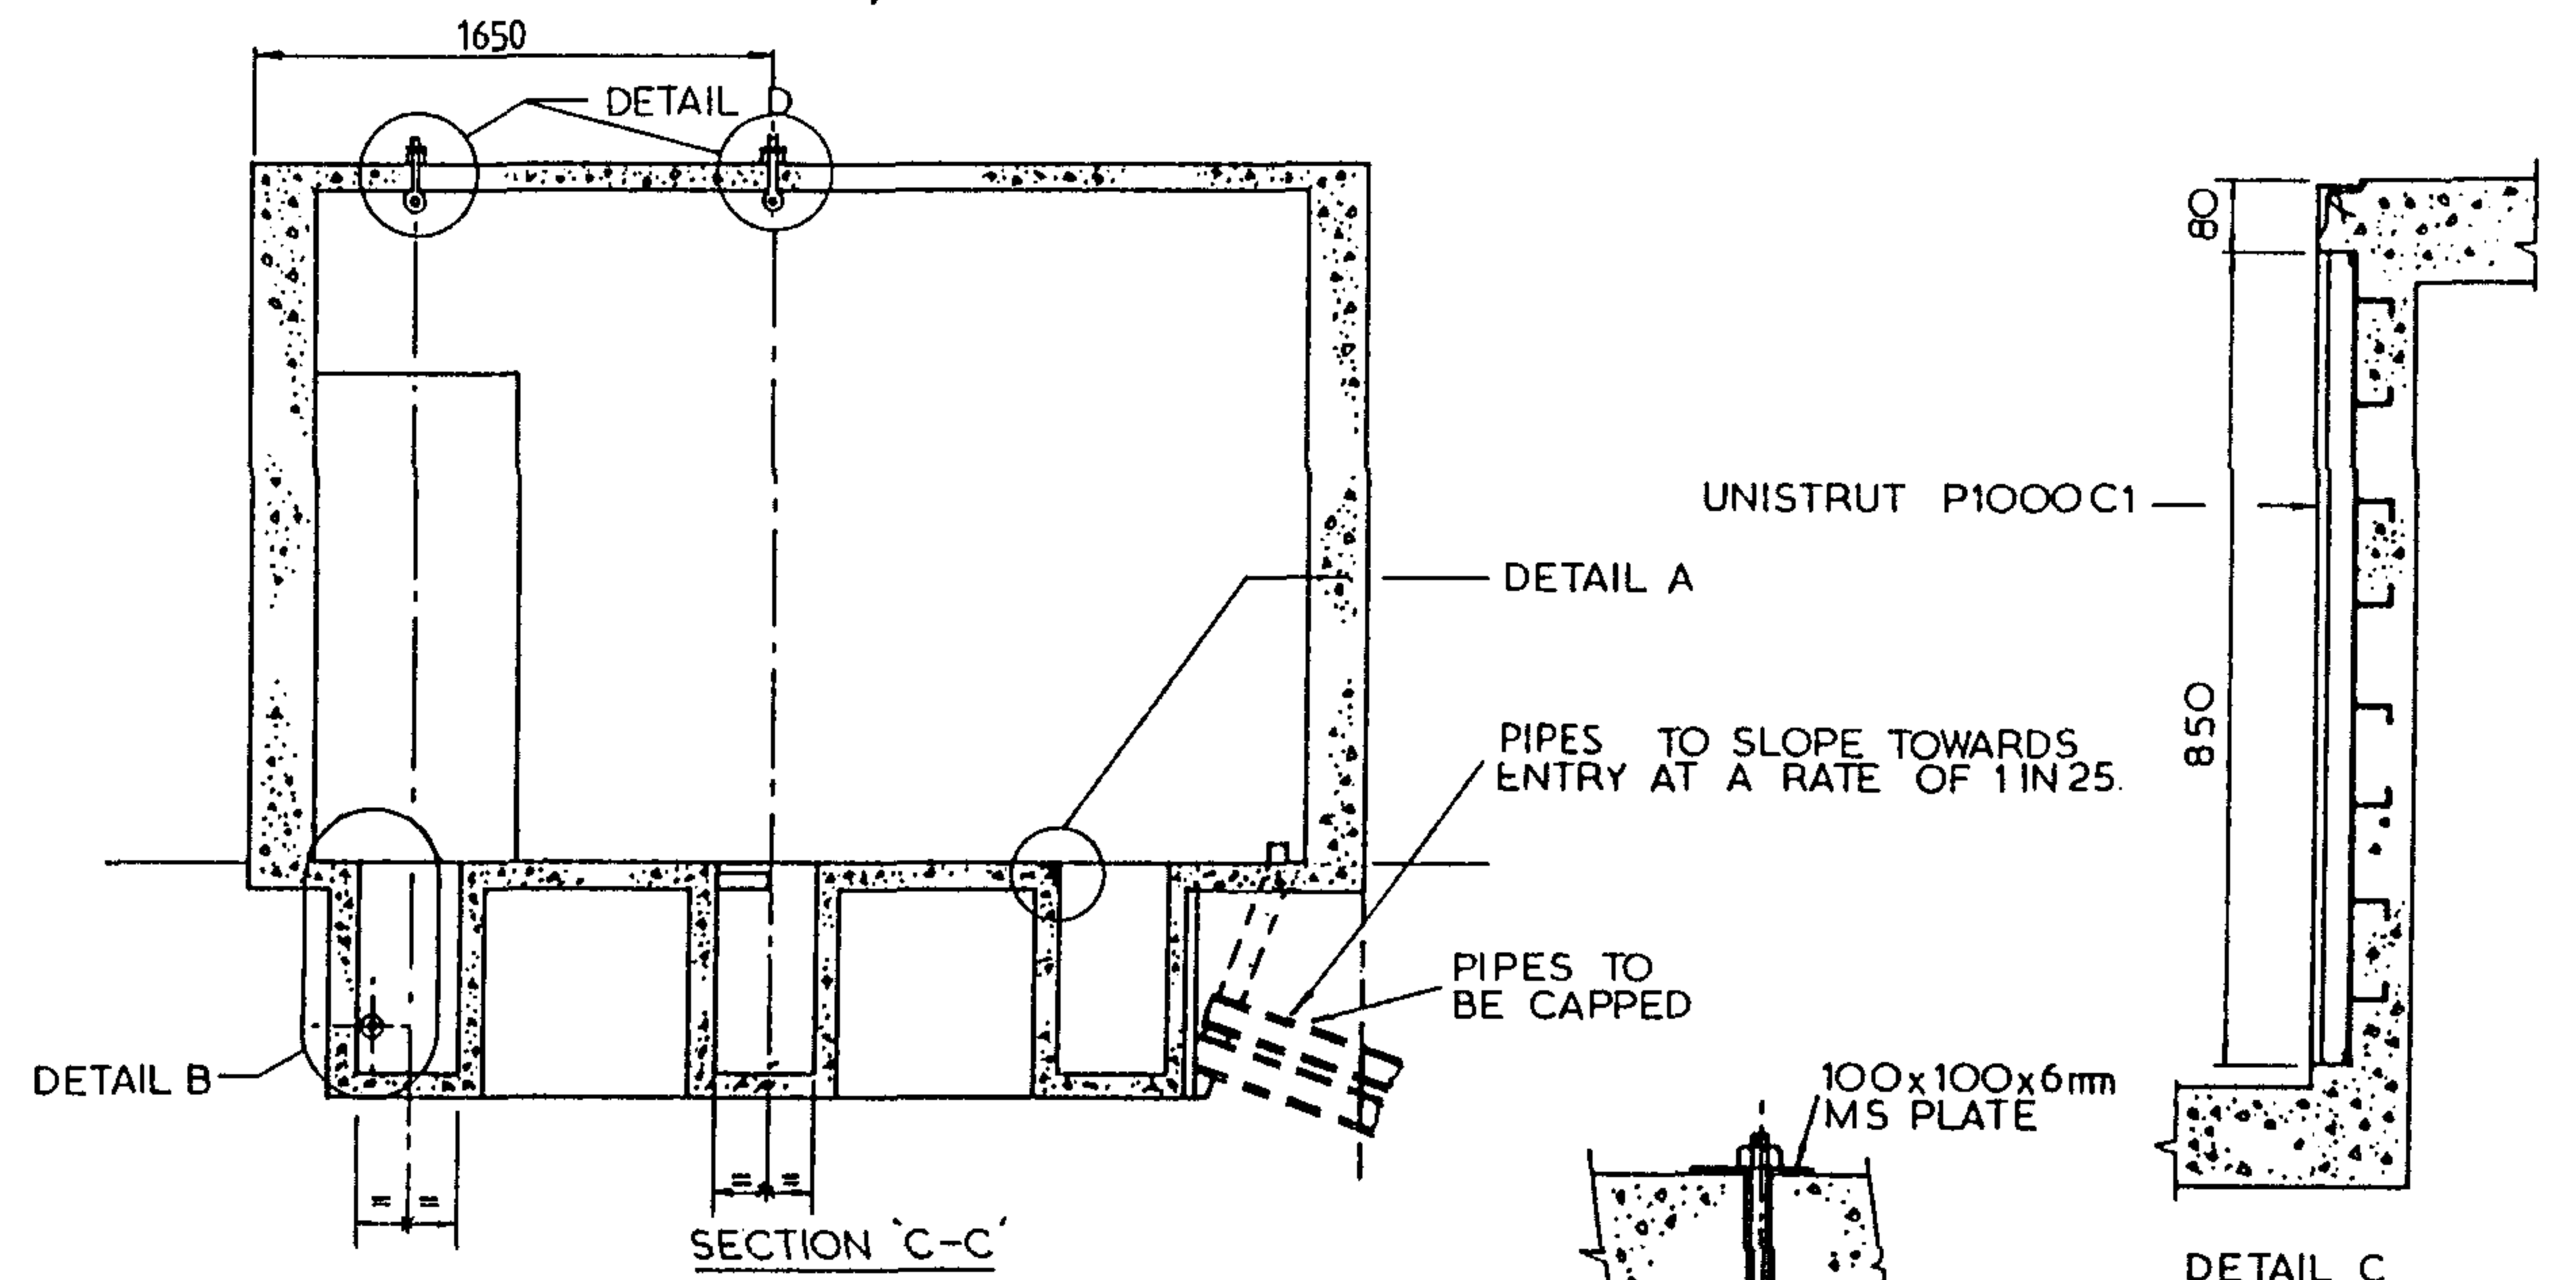 1650
DETAIL D
80
UNISTRUT P1000C1
DETAIL A
850
PIPES TO SLOPE TOWARDS
ENTRY AT A RATE OF 1 IN 25.
PIPES TO
BE CAPPED
DETAIL B
100x100x6mm
MS PLATE
= =
= =
SECTION 'C-C'
DETAIL C